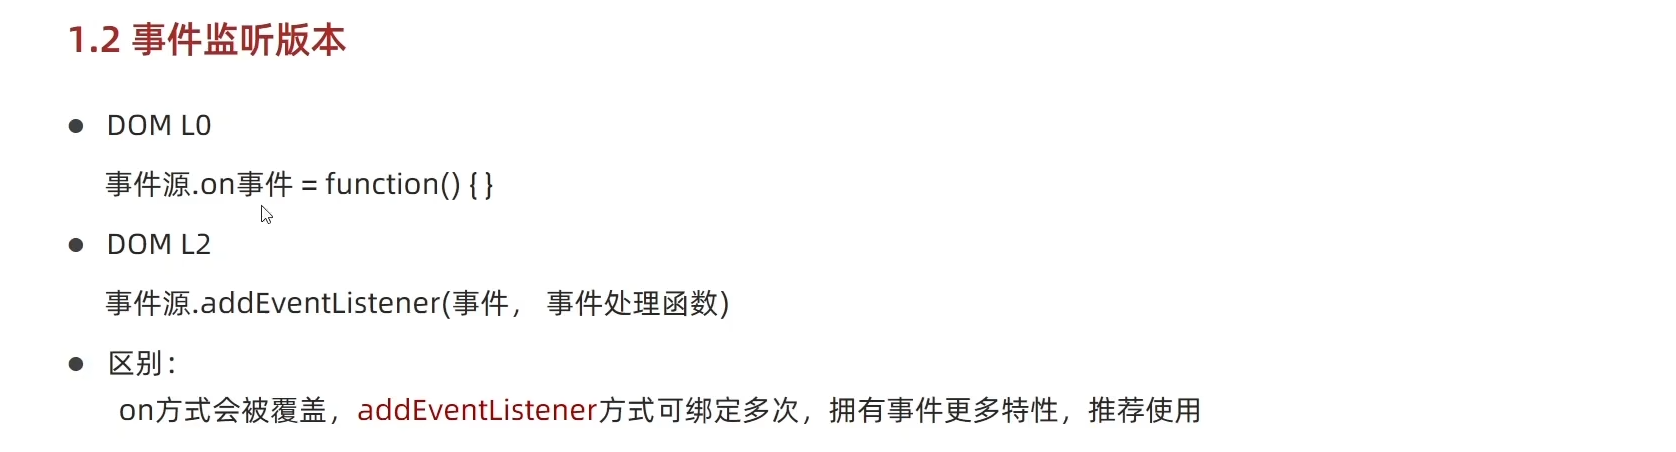 1.2 事件监听版本
● DOM L0
事件源.on事件 = function() { }
● DOM L2
事件源.addEventListener(事件， 事件处理函数)
● 区别：
on方式会被覆盖，addEventListener方式可绑定多次，拥有事件更多特性，推荐使用